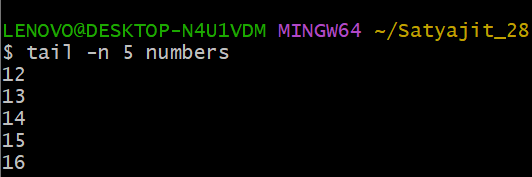 LENOVO@DESKTOP-N4U1VDM MINGW64 ~/Satyajit_28
$ tail -n 5 numbers
12
13
14
15
16